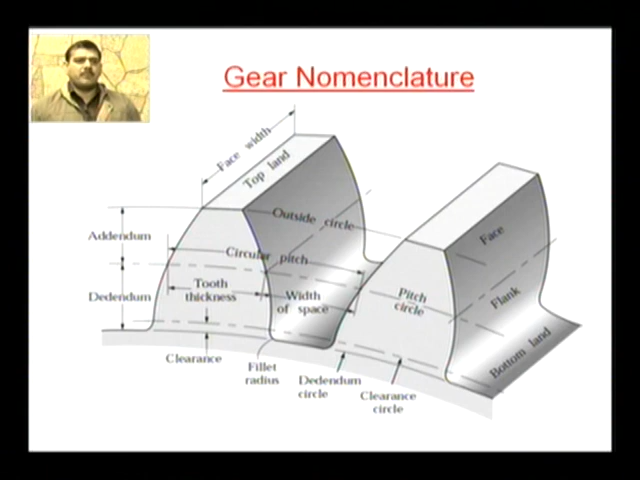 Gear Nomenclature
Face width
Top land
Outside circle
Addendum
Circular pitch
Face
Tooth
thickness
Dedendum
Width
of space
Pitch
circle
Flank
Clearance
Fillet
radius
Dedendum
circle
Clearance
circle
Bottom land